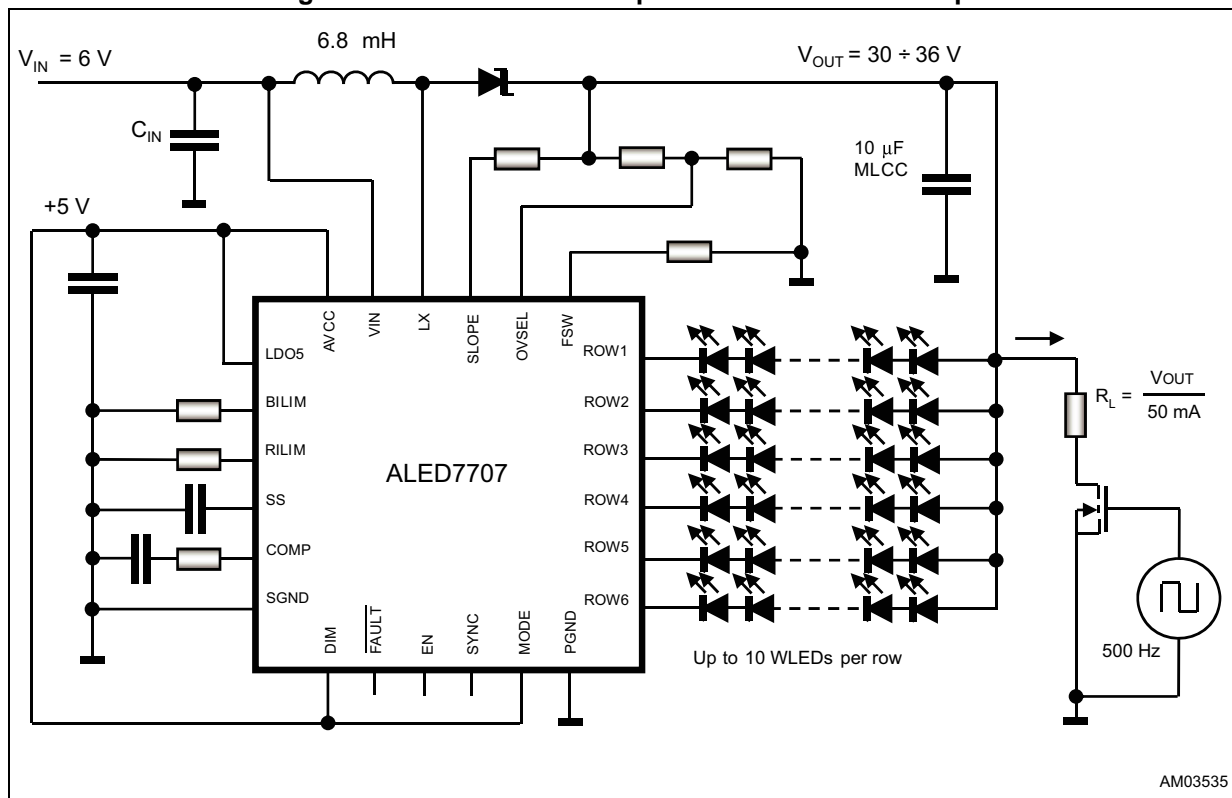 6.8 mH
V_IN = 6 V
V_OUT = 30 ÷ 36 V
C_IN
10 μF
MLCC
+5 V
AVCC
VIN
LX
SLOPE
OVSEL
FSW
LDO5
BILIM
RILIM
SS
COMP
SGND
ALED7707
ROW1
ROW2
ROW3
ROW4
ROW5
ROW6
DIM
FAULT
EN
SYNC
MODE
PGND
Up to 10 WLEDs per row
R_L = VOUT
50 mA
500 Hz
AM03535